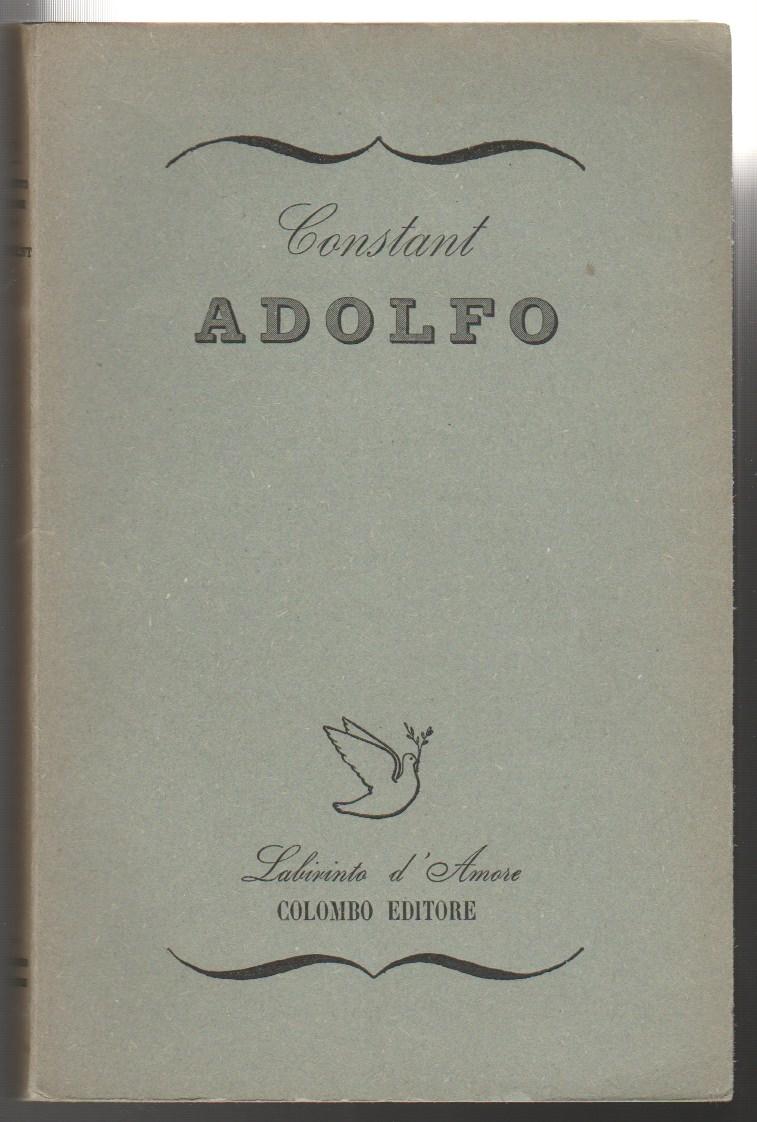 Constant
ADOLFO
Labirinto d'Amore
COLOMBO EDITORE